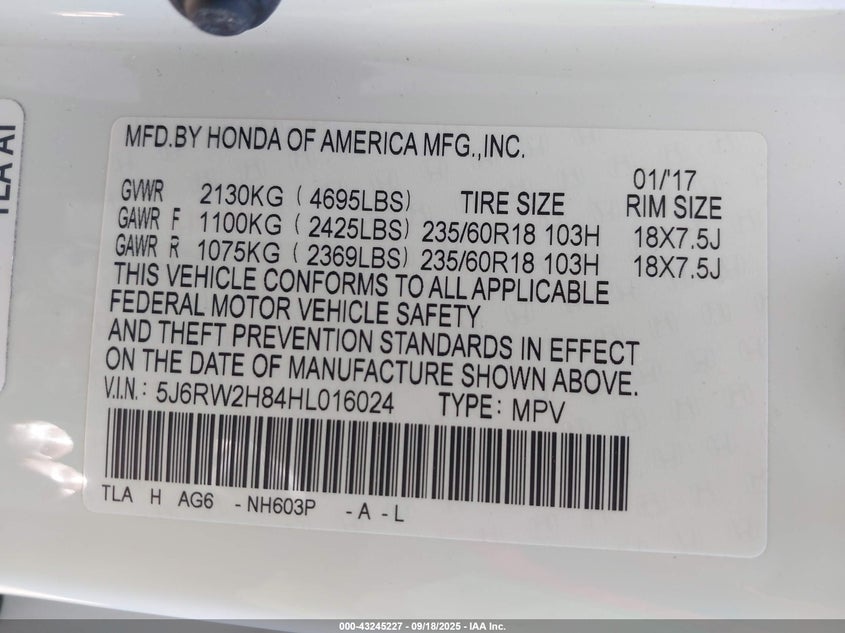 TLA A1
MFD.BY HONDA OF AMERICA MFG.,INC.
01/'17
GVWR 2130KG ( 4695LBS) TIRE SIZE RIM SIZE
GAWR F 1100KG ( 2425LBS) 235/60R18 103H 18X7.5J
GAWR R 1075KG ( 2369LBS) 235/60R18 103H 18X7.5J
THIS VEHICLE CONFORMS TO ALL APPLICABLE
FEDERAL MOTOR VEHICLE SAFETY
AND THEFT PREVENTION STANDARDS IN EFFECT
ON THE DATE OF MANUFACTURE SHOWN ABOVE.
V.I.N.: 5J6RW2H84HL016024 TYPE: MPV
TLA H AG6 - NH603P - A - L
000-43245227 - 09/18/2025 - IAA Inc.